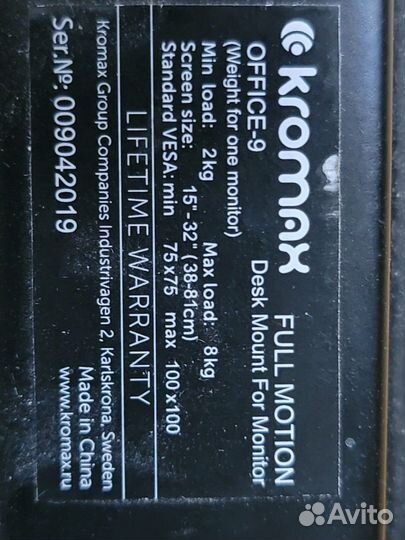 kromax
FULL MOTION
OFFICE-9 Desk Mount For Monitor
(Weight for one monitor)
Min load: 2kg Max load: 8kg
Screen size: 15"-32" (38-81cm)
Standard VESA: min 75x75 max 100x100
LIFETIME WARRANTY
Kromax Group Companies Industrivagen 2, Karlskrona, Sweden
Made in China
Ser.№: 009042019
www.kromax.ru
Avito